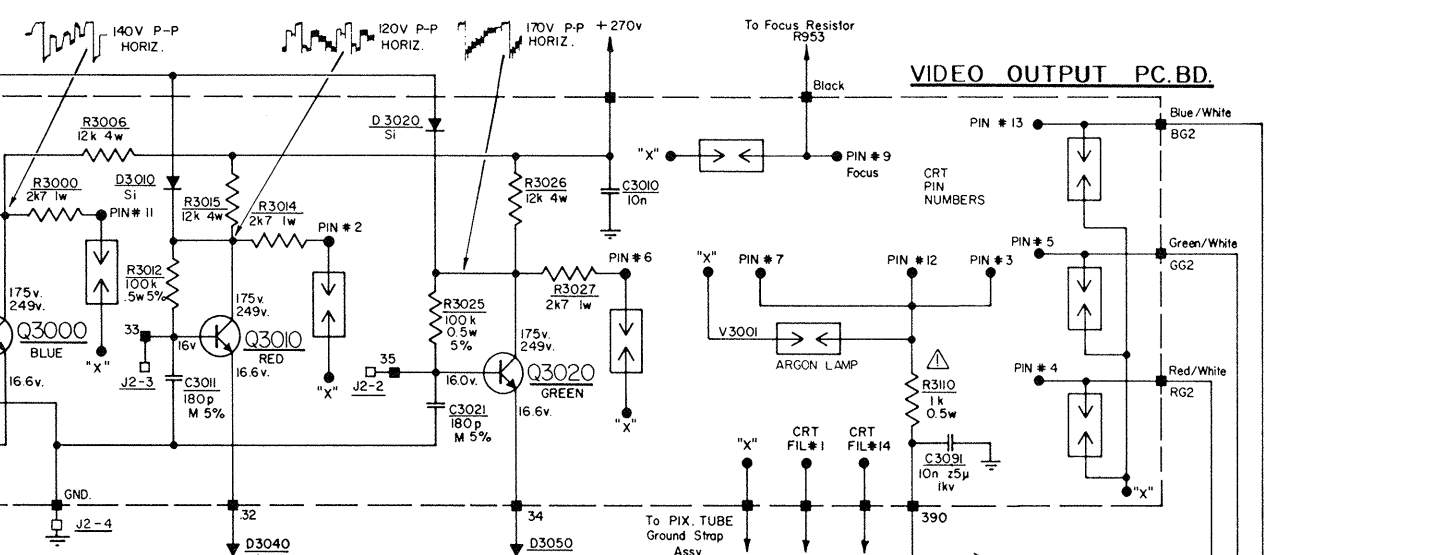 140V P-P
HORIZ.
120V P-P
HORIZ.
170V P-P
HORIZ.
+270v
To Focus Resistor
R953
Black
VIDEO OUTPUT PC.BD.
R3006
12k 4w
D3020
Si
PIN #13
Blue/White
BG2
"X"
PIN #9
Focus
CRT
PIN
NUMBERS
R3000
2k7 1w
PIN#11
D3010
Si
R3015
12k 4w
R3014
2k7 1w
PIN #2
R3026
12k 4w
C3010
10n
R3012
100k
.5w5%
PIN #6
R3027
2k7 1w
"X"
PIN #7
PIN #12
PIN #3
PIN #5
Green/White
GG2
175v.
249v.
Q3000
BLUE
16.6v.
"X"
33
J2-3
16v
175v.
249v.
Q3010
RED
16.6v.
C3011
180p
M 5%
"X"
R3025
100k
0.5w
5%
35
J2-2
16.0v.
175v.
249v.
Q3020
GREEN
16.6v.
C3021
180p
M 5%
"X"
V3001
ARGON LAMP
R3110
1k
0.5w
PIN #4
Red/White
RG2
"X"
CRT
FIL#1
CRT
FIL#14
C3091
10n z5µ
1kv
"X"
GND.
J2-4
32
D3040
34
D3050
To PIX. TUBE
Ground Strap
Assy
390